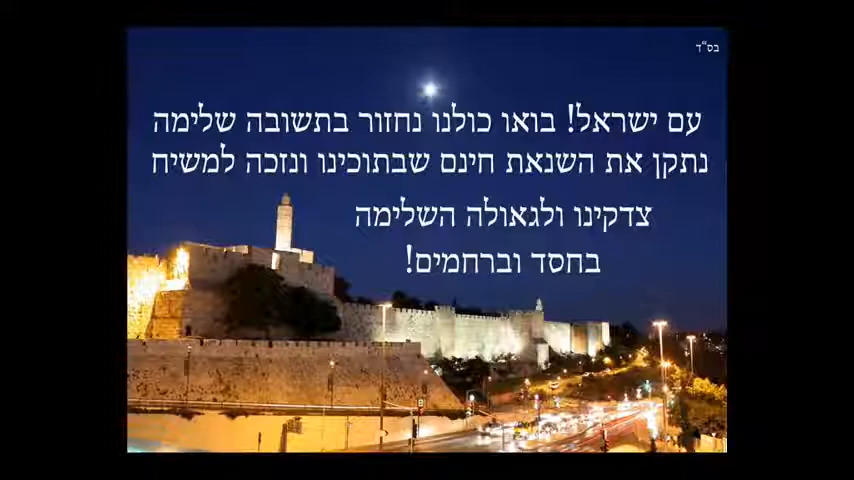 בס"ד
עם ישראל! בואו כולנו נחזור בתשובה שלימה
נתקן את השנאת חינם שבתוכינו ונזכה למשיח
צדקינו ולגאולה השלימה
בחסד וברחמים!